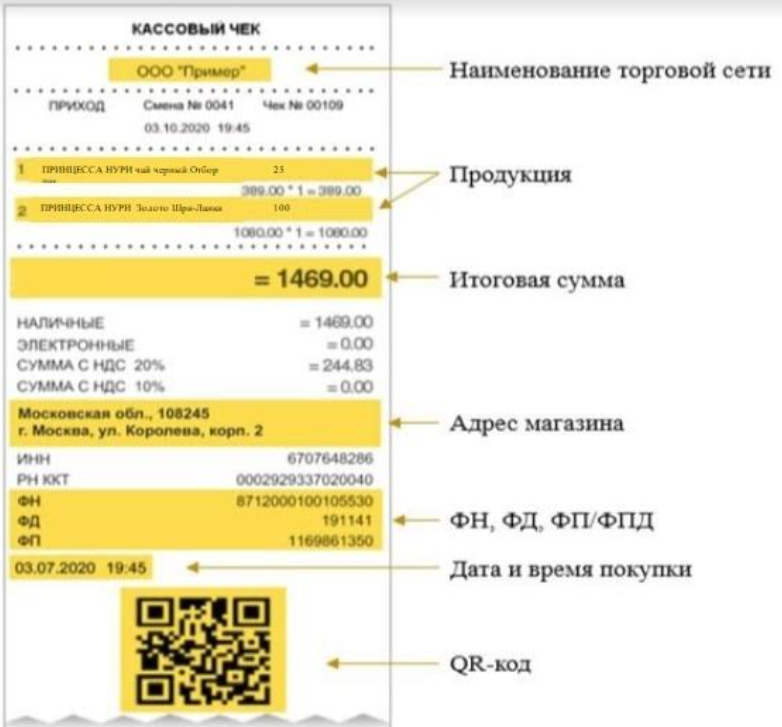 КАССОВЫЙ ЧЕК
ООО "Пример"
Наименование торговой сети
ПРИХОД Смена № 0041 Чек № 00109
03.10.2020 19:45
1 ПРИНЦЕССА НУРИ чай черный Отбор 25
Продукция
389.00 * 1 = 389.00
2 ПРИНЦЕССА НУРИ Золото Шри-Ланки 100
1080.00 * 1 = 1080.00
= 1469.00
Итоговая сумма
НАЛИЧНЫЕ = 1469.00
ЭЛЕКТРОННЫЕ = 0.00
СУММА С НДС 20% = 244.83
СУММА С НДС 10% = 0.00
Московская обл., 108245
г. Москва, ул. Королева, корп. 2
Адрес магазина
ИНН 6707648286
РН ККТ 0002929337020040
ФН 8712000100105530
ФД 191141
ФП 1169861350
ФН, ФД, ФП/ФПД
03.07.2020 19:45
Дата и время покупки
QR-код